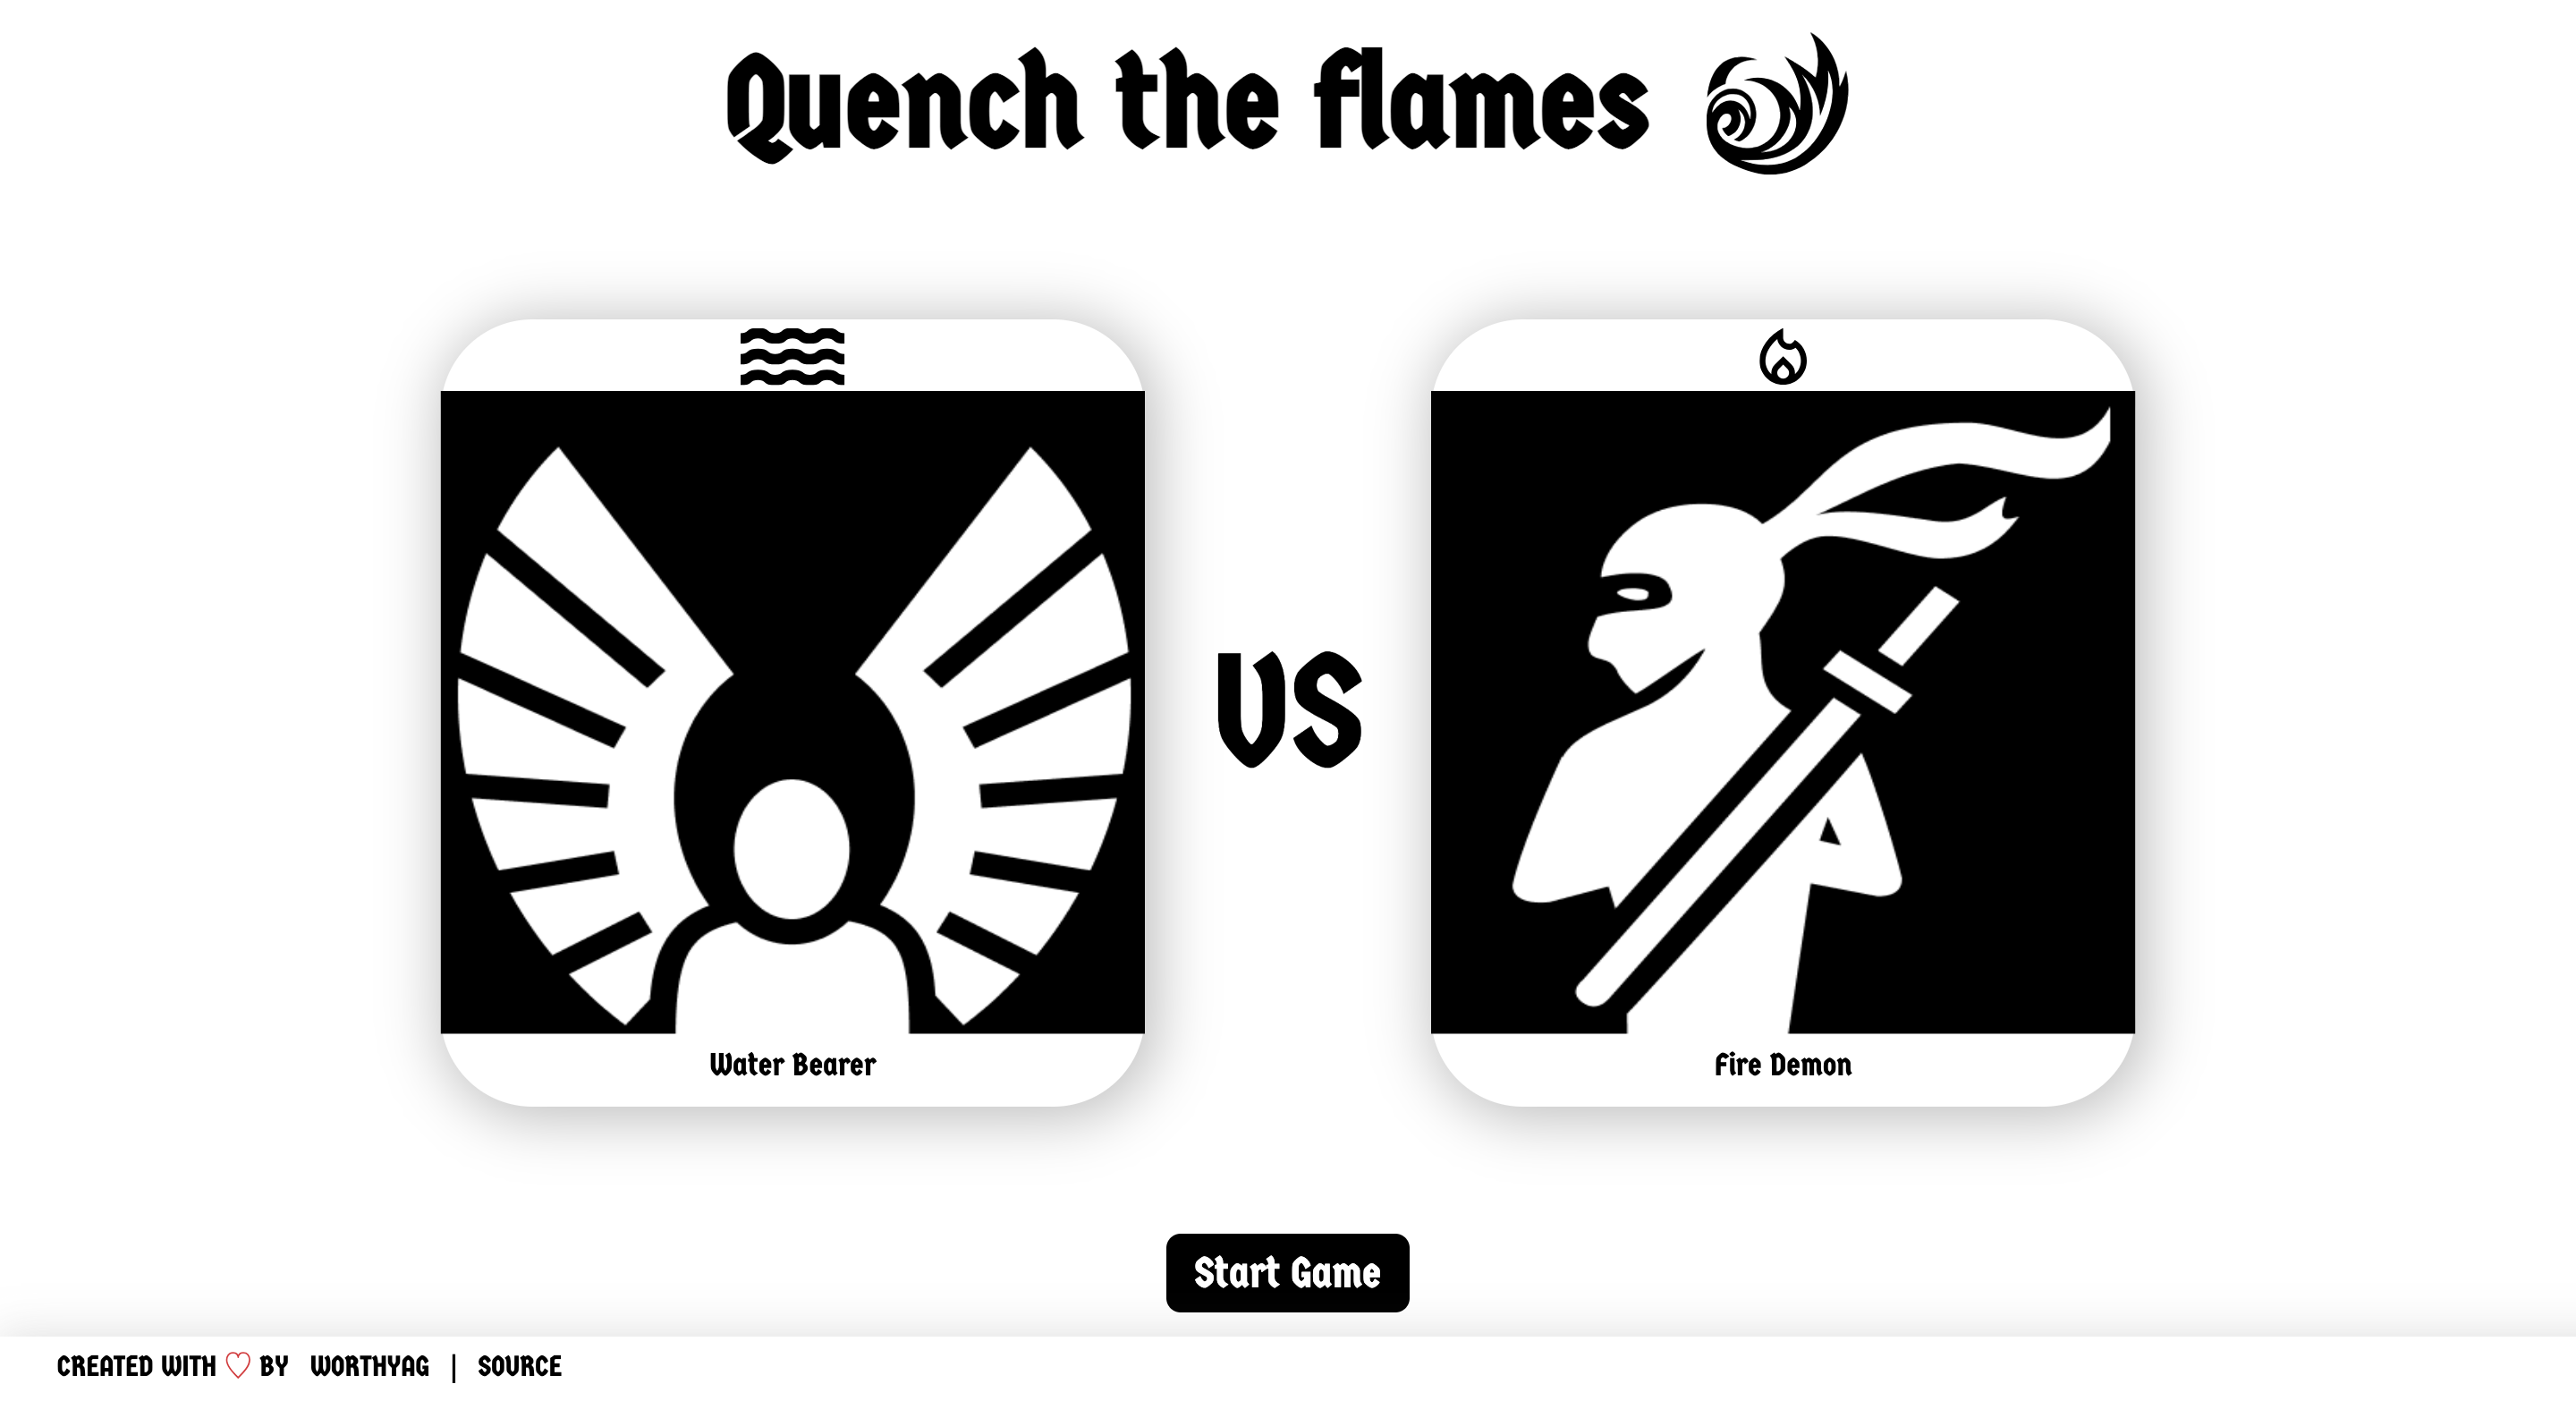 Quench the flames
VS
Water Bearer
Fire Demon
Start Game
CREATED WITH ♡ BY WORTHYAG | SOURCE